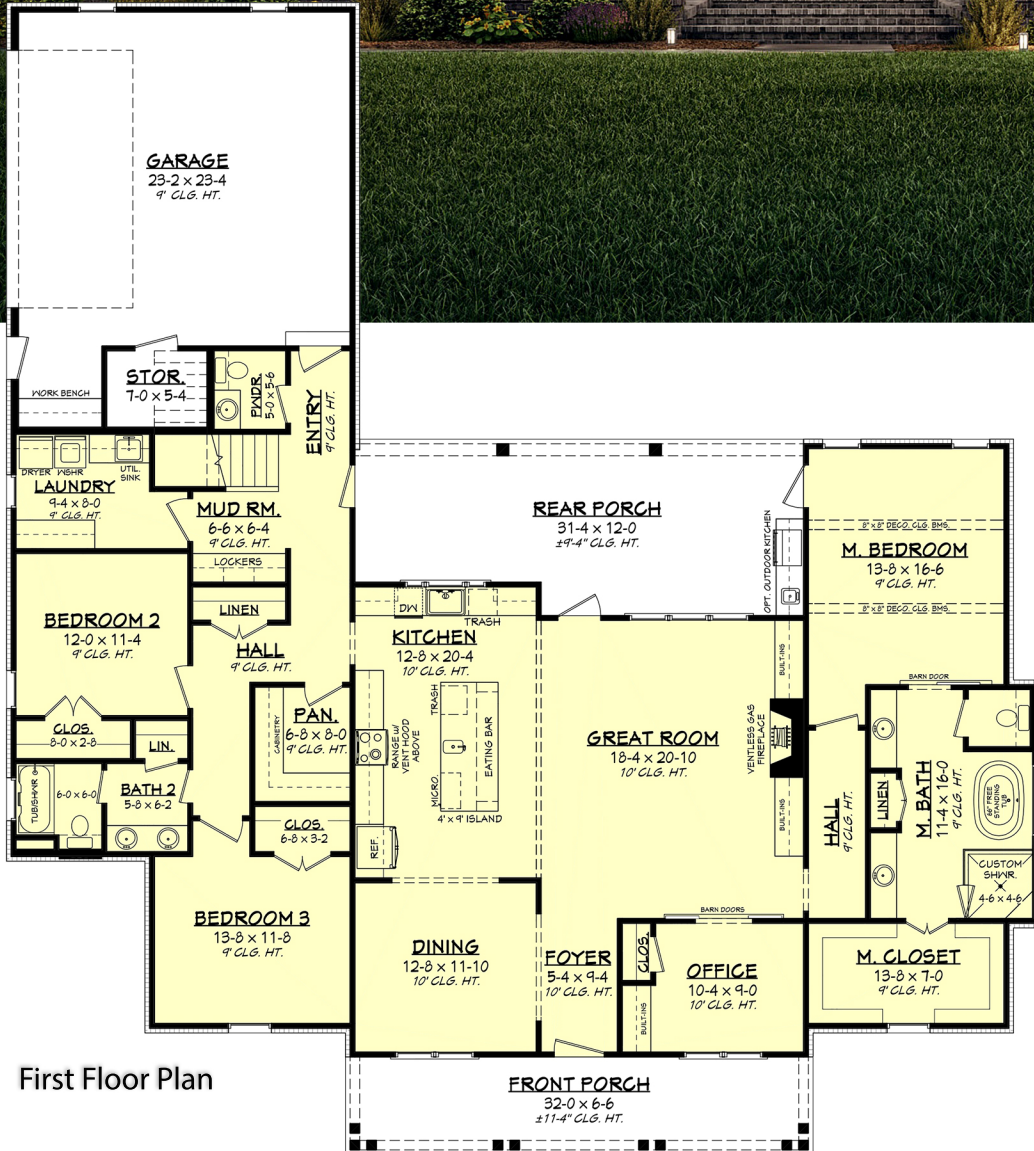 GARAGE
23-2 x 23-4
9' CLG. HT.
WORK BENCH
STOR.
7-0 x 5-4
PWDR.
5-0 x 5-6
ENTRY
9' CLG. HT.
DRYER
WSHR
UTIL.
SINK
LAUNDRY
9-4 x 8-0
9' CLG. HT.
MUD RM.
6-6 x 6-4
9' CLG. HT.
LOCKERS
REAR PORCH
31-4 x 12-0
±9'-4" CLG. HT.
OPT. OUTDOOR KITCHEN
8" x 8" DECO. CLG. BMS.
M. BEDROOM
13-8 x 16-6
9' CLG. HT.
8" x 8" DECO. CLG. BMS.
BARN DOOR
BEDROOM 2
12-0 x 11-4
9' CLG. HT.
LINEN
HALL
9' CLG. HT.
DW
TRASH
KITCHEN
12-8 x 20-4
10' CLG. HT.
TRASH
EATING BAR
MICRO.
4' x 9' ISLAND
RANGE W/
VENT HOOD
ABOVE
REF.
PAN.
6-8 x 8-0
9' CLG. HT.
CABINETRY
CLOS.
8-0 x 2-8
LIN.
TUB/SHWR
6-0 x 6-0
BATH 2
5-8 x 6-2
CLOS.
6-8 x 3-2
GREAT ROOM
18-4 x 20-10
10' CLG. HT.
BUILT-INS
VENTLESS GAS
FIREPLACE
BUILT-INS
HALL
9' CLG. HT.
LINEN
M. BATH
11-4 x 16-0
9' CLG. HT.
66" FREE
STANDING
TUB
CUSTOM
SHWR.
4-6 x 4-6
BEDROOM 3
13-8 x 11-8
9' CLG. HT.
DINING
12-8 x 11-10
10' CLG. HT.
FOYER
5-4 x 9-4
10' CLG. HT.
BARN DOORS
CLOS.
BUILT-INS
OFFICE
10-4 x 9-0
10' CLG. HT.
M. CLOSET
13-8 x 7-0
9' CLG. HT.
First Floor Plan
FRONT PORCH
32-0 x 6-6
±11-4" CLG. HT.